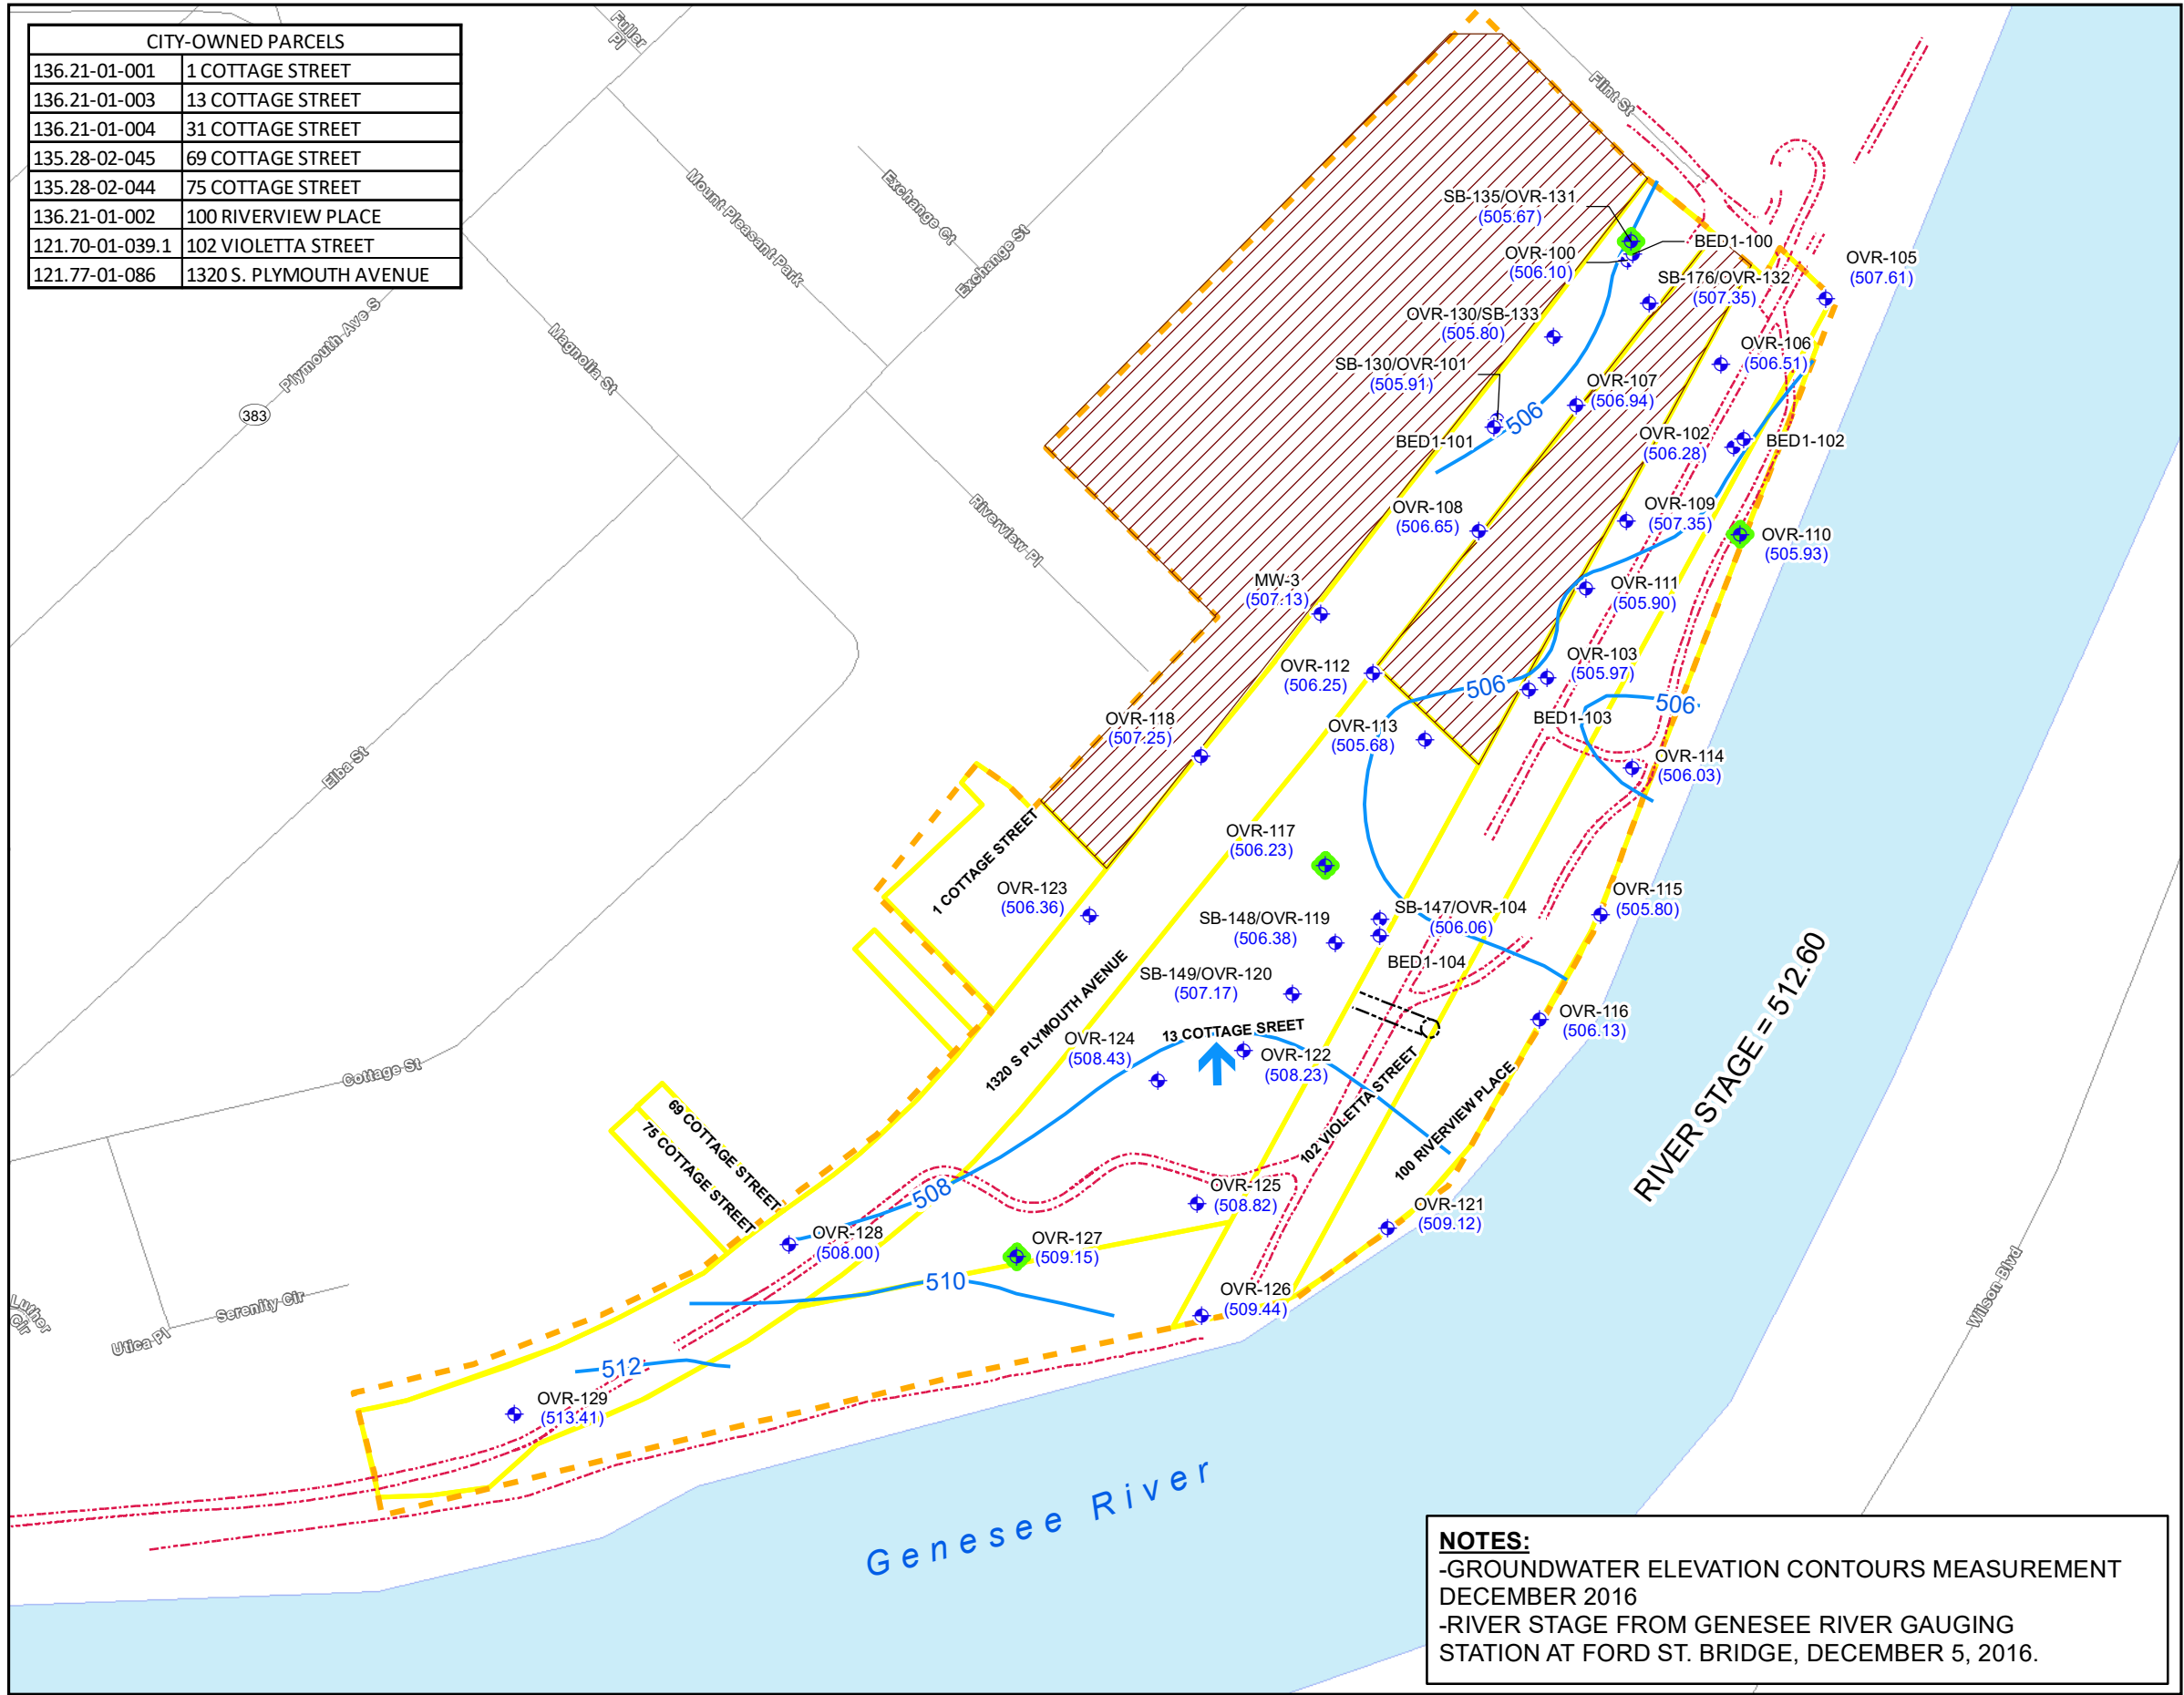 CITY-OWNED PARCELS
136.21-01-001 1 COTTAGE STREET
136.21-01-003 13 COTTAGE STREET
136.21-01-004 31 COTTAGE STREET
135.28-02-045 69 COTTAGE STREET
135.28-02-044 75 COTTAGE STREET
136.21-01-002 100 RIVERVIEW PLACE
121.70-01-039.1 102 VIOLETTA STREET
121.77-01-086 1320 S. PLYMOUTH AVENUE
Fuller
Pl
Flint St
Mount Pleasant Park
Exchange Ct
Exchange St
Plymouth Ave S
383
Magnolia St
Riverview Pl
Elba St
Cottage St
Serenity Cir
Utica Pl
Luther
Cir
Wilson Blvd
SB-135/OVR-131
(505.67)
BED1-100
OVR-100
(506.10)
SB-176/OVR-132
(507.35)
OVR-105
(507.61)
OVR-130/SB-133
(505.80)
OVR-106
(506.51)
SB-130/OVR-101
(505.91)
OVR-107
(506.94)
506
BED1-101
OVR-102
(506.28)
BED1-102
OVR-108
(506.65)
OVR-109
(507.35)
OVR-110
(505.93)
MW-3
(507.13)
OVR-111
(505.90)
OVR-112
(506.25)
OVR-103
(505.97)
506
506
BED1-103
OVR-118
(507.25)
OVR-113
(505.68)
OVR-114
(506.03)
1 COTTAGE STREET
OVR-117
(506.23)
OVR-123
(506.36)
OVR-115
(505.80)
SB-148/OVR-119
(506.38)
SB-147/OVR-104
(506.06)
BED1-104
SB-149/OVR-120
(507.17)
1320 S PLYMOUTH AVENUE
13 COTTAGE SREET
OVR-116
(506.13)
OVR-124
(508.43)
OVR-122
(508.23)
102 VIOLETTA STREET
100 RIVERVIEW PLACE
RIVER STAGE = 512.60
69 COTTAGE STREET
75 COTTAGE STREET
508
OVR-125
(508.82)
OVR-121
(509.12)
OVR-128
(508.00)
OVR-127
(509.15)
510
OVR-126
(509.44)
512
OVR-129
(513.41)
Genesee River
NOTES:
-GROUNDWATER ELEVATION CONTOURS MEASUREMENT
DECEMBER 2016
-RIVER STAGE FROM GENESEE RIVER GAUGING
STATION AT FORD ST. BRIDGE, DECEMBER 5, 2016.